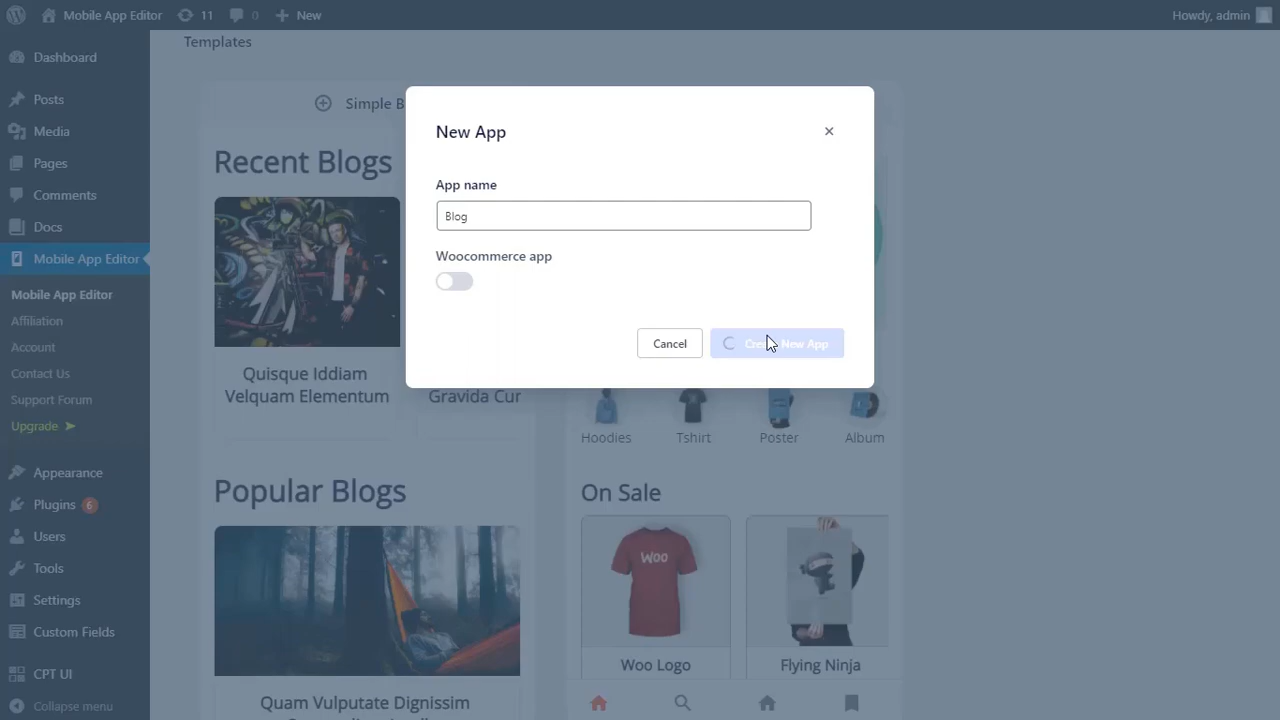 Mobile App Editor
11
0
New
Howdy, admin
Dashboard
Posts
Media
Pages
Comments
Docs
Mobile App Editor
Mobile App Editor
Affiliation
Account
Contact Us
Support Forum
Upgrade ➤
Appearance
Plugins 6
Users
Tools
Settings
Custom Fields
CPT UI
Collapse menu
Templates
Simple B
Recent Blogs
Quisque Iddiam
Velquam Elementum
Gravida Cur
Popular Blogs
Quam Vulputate Dignissim
New App
×
App name
Blog
Woocommerce app
Cancel
Create New App
Hoodies
Tshirt
Poster
Album
On Sale
Woo
Woo Logo
Flying Ninja